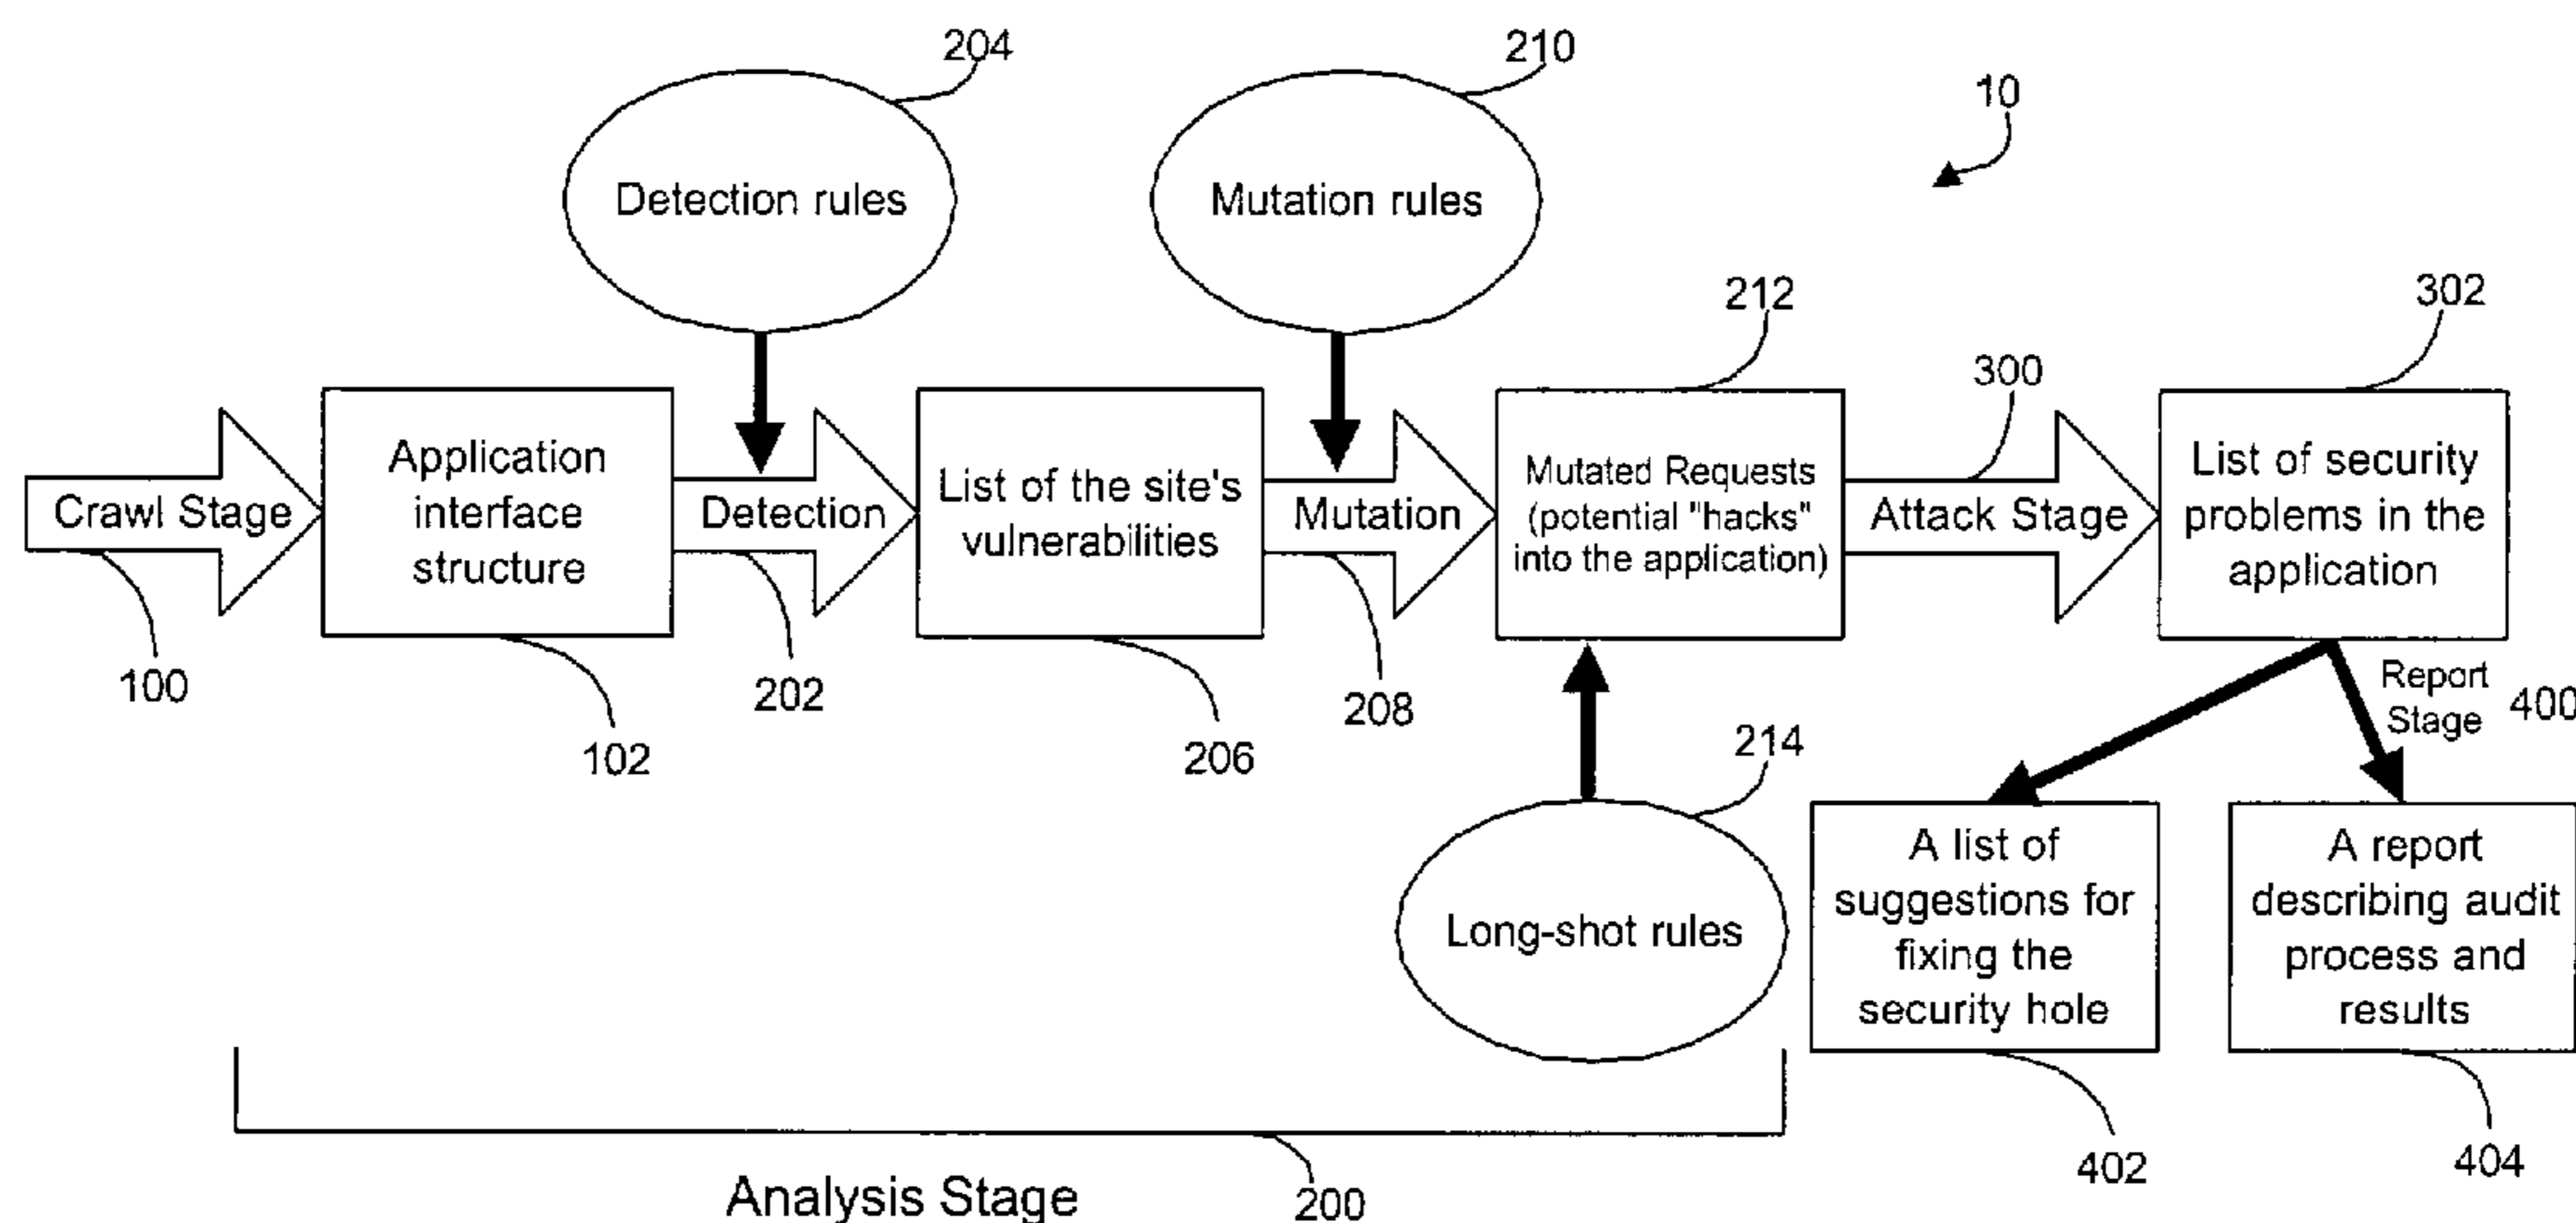 204
210
10
Detection rules
Mutation rules
212
302
300
Crawl Stage
Application
interface
structure
Detection
List of the site's
vulnerabilities
Mutation
Mutated Requests
(potential "hacks"
into the application)
Attack Stage
List of security
problems in the
application
100
102
202
206
208
214
Report
Stage
400
Long-shot rules
A list of
suggestions for
fixing the
security hole
A report
describing audit
process and
results
402
404
Analysis Stage
200